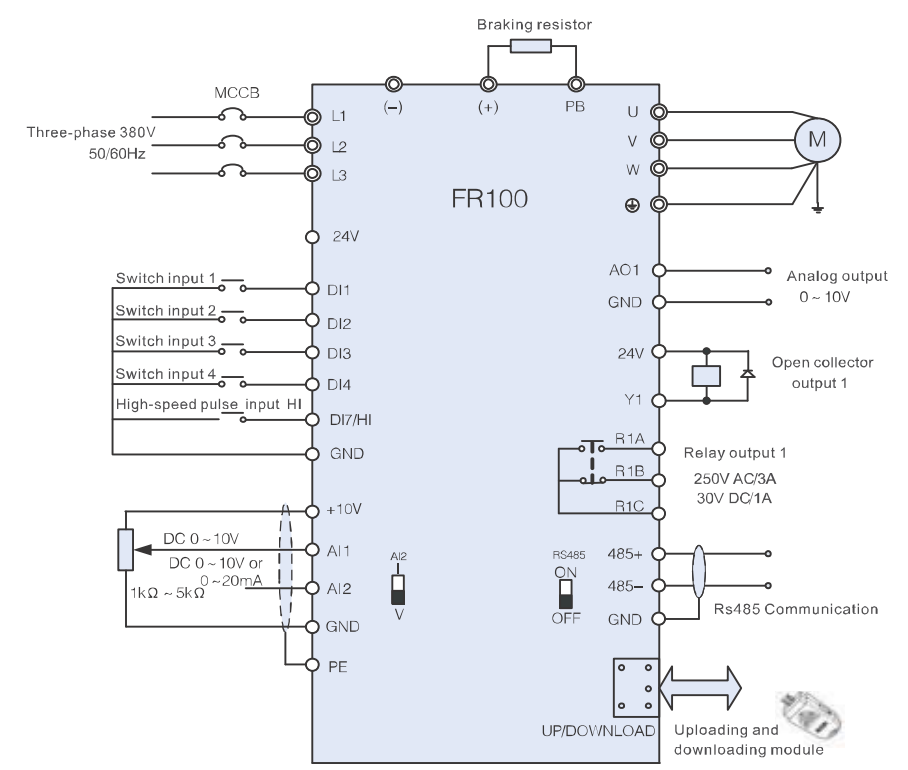 Braking resistor
MCCB
(−)
(+)
PB
Three-phase 380V
50/60Hz
L1
L2
L3
U
V
W
M
FR100
24V
Switch input 1
DI1
Switch input 2
DI2
Switch input 3
DI3
Switch input 4
DI4
High-speed pulse input HI
DI7/HI
GND
AO1
GND
Analog output
0 ~ 10V
24V
Y1
Open collector
output 1
R1A
R1B
R1C
Relay output 1
250V AC/3A
30V DC/1A
+10V
DC 0 ~ 10V
AI1
DC 0 ~ 10V or
0 ~ 20mA
1kΩ ~ 5kΩ
AI2
GND
PE
AI2
I
V
RS485
ON
OFF
485+
485−
GND
Rs485 Communication
UP/DOWNLOAD
Uploading and
downloading module